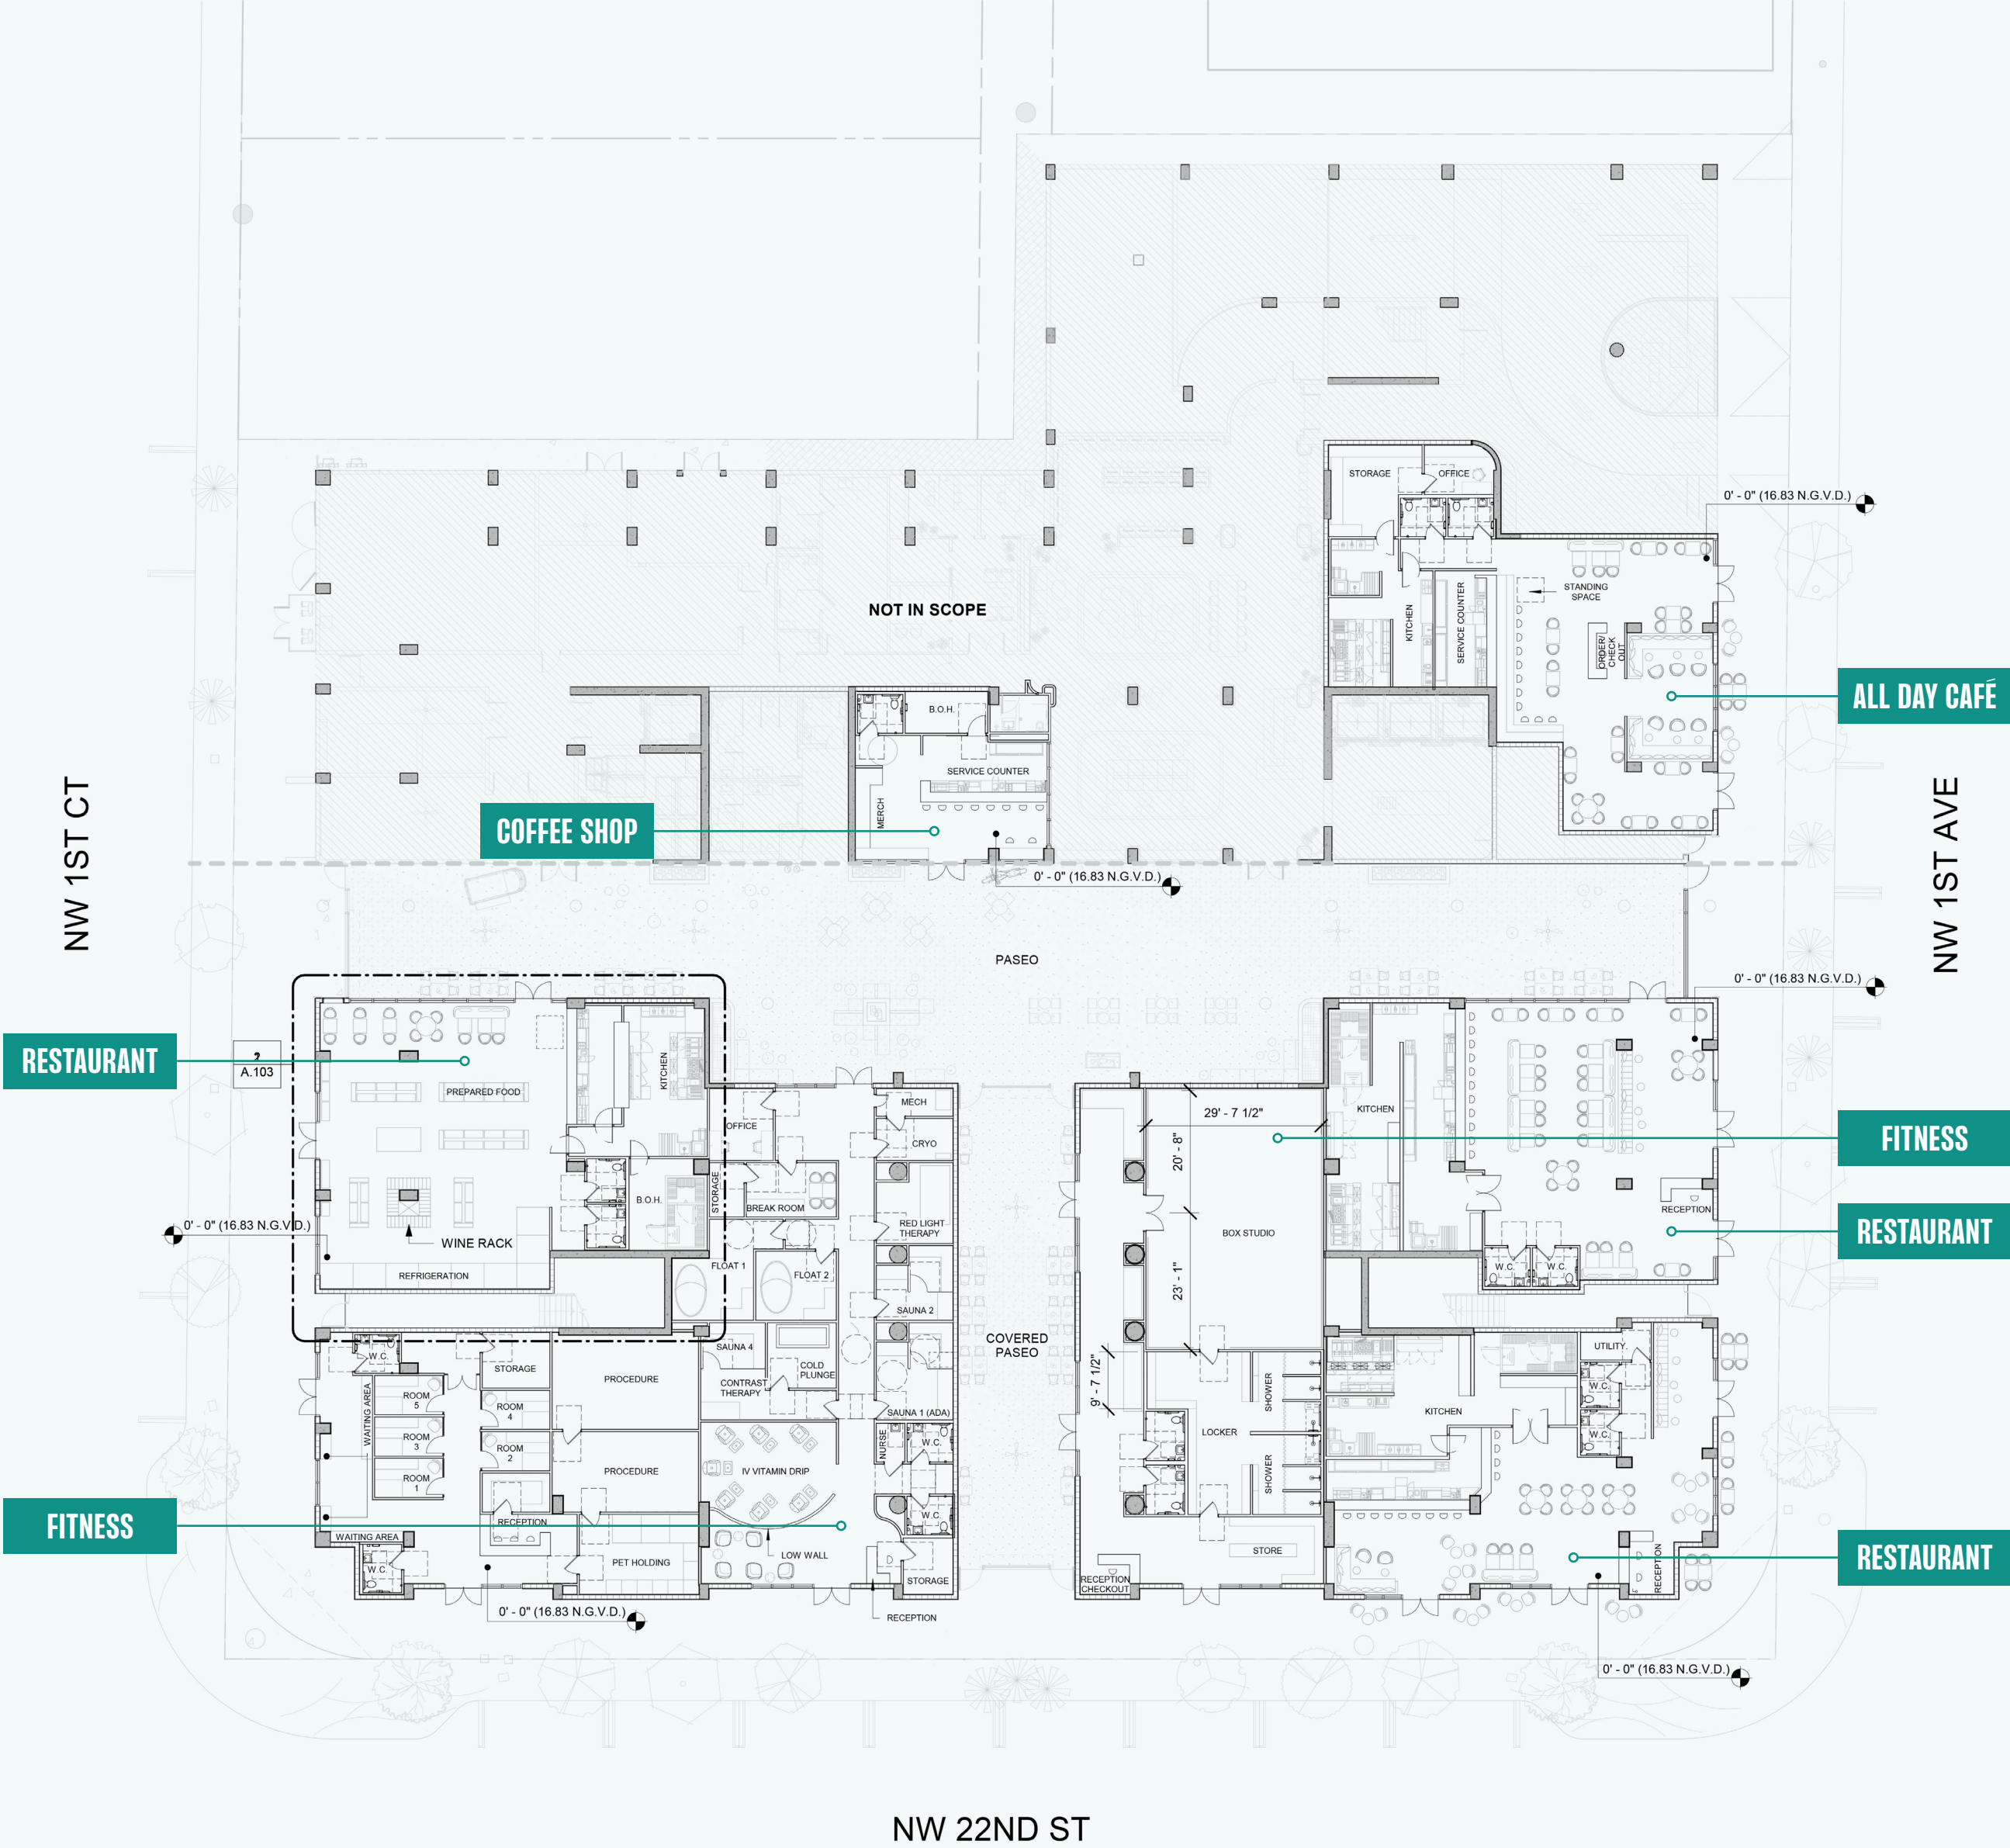 STORAGE
OFFICE
0' - 0" (16.83 N.G.V.D.)
STANDING
SPACE
NOT IN SCOPE
KITCHEN
SERVICE COUNTER
ORDER/
CHECK
OUT
ALL DAY CAFÉ
B.O.H.
SERVICE COUNTER
MERCH
COFFEE SHOP
NW 1ST CT
NW 1ST AVE
0' - 0" (16.83 N.G.V.D.)
PASEO
0' - 0" (16.83 N.G.V.D.)
RESTAURANT
2
A.103
PREPARED FOOD
KITCHEN
WINE RACK
REFRIGERATION
B.O.H.
0' - 0" (16.83 N.G.V.D.)
OFFICE
MECH
CRYO
STORAGE
BREAK ROOM
RED LIGHT
THERAPY
FLOAT 1
FLOAT 2
SAUNA 2
SAUNA 4
COLD
PLUNGE
CONTRAST
THERAPY
SAUNA 1 (ADA)
COVERED
PASEO
29' - 7 1/2"
20' - 8"
BOX STUDIO
23' - 1"
9' - 7 1/2"
KITCHEN
FITNESS
RECEPTION
RESTAURANT
W.C.
W.C.
W.C.
STORAGE
PROCEDURE
WAITING AREA
ROOM
5
ROOM
4
ROOM
3
ROOM
2
ROOM
1
PROCEDURE
IV VITAMIN DRIP
NURSE
W.C.
W.C.
FITNESS
RECEPTION
WAITING AREA
W.C.
PET HOLDING
LOW WALL
STORAGE
RECEPTION
0' - 0" (16.83 N.G.V.D.)
SHOWER
LOCKER
SHOWER
STORE
RECEPTION
CHECKOUT
UTILITY
W.C.
W.C.
KITCHEN
RECEPTION
RESTAURANT
0' - 0" (16.83 N.G.V.D.)
NW 22ND ST